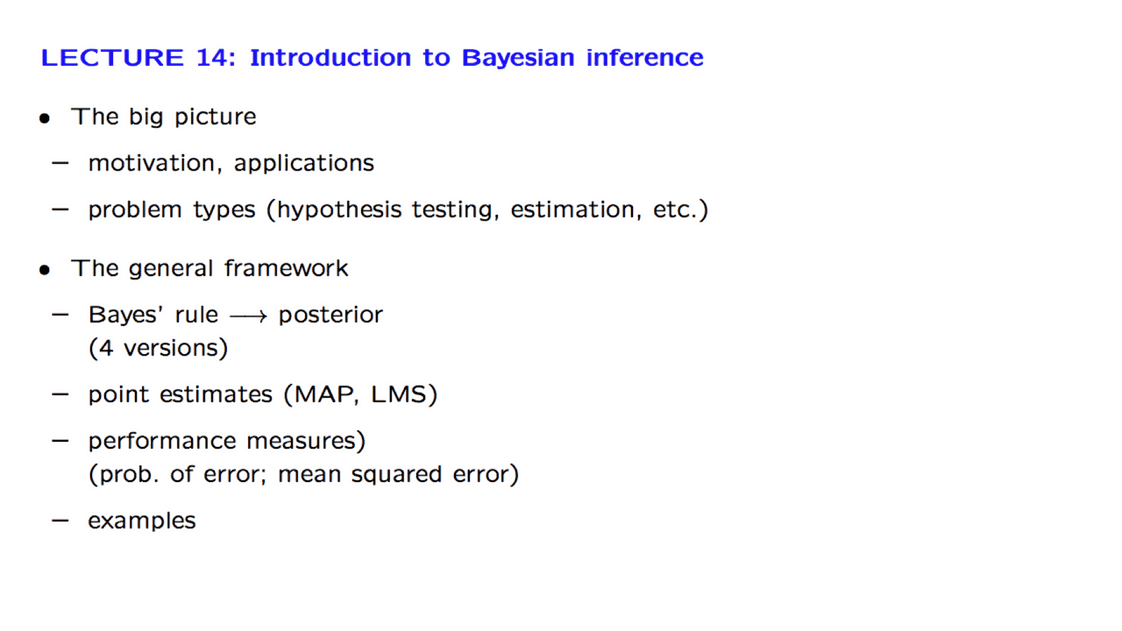 LECTURE 14: Introduction to Bayesian inference
• The big picture
– motivation, applications
– problem types (hypothesis testing, estimation, etc.)
• The general framework
– Bayes' rule ⟶ posterior
(4 versions)
– point estimates (MAP, LMS)
– performance measures)
(prob. of error; mean squared error)
– examples